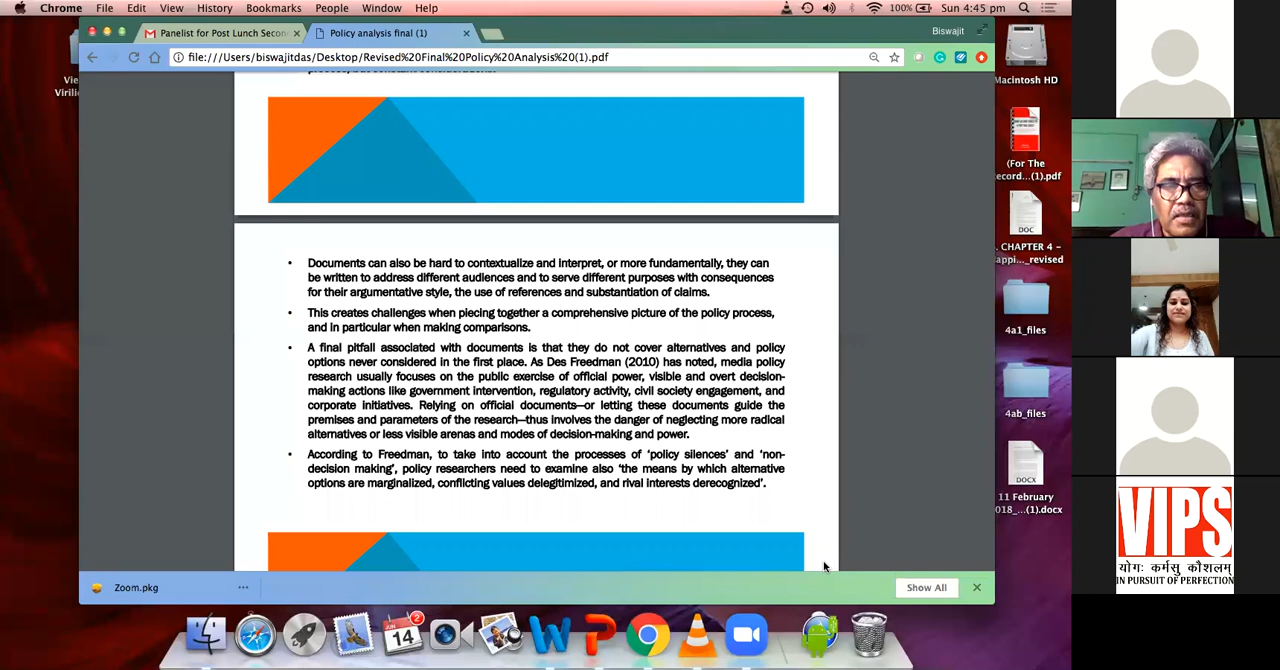 Chrome File Edit View History Bookmarks People Window Help
100% Sun 4:45 pm
Panelist for Post Lunch Secon
Policy analysis final (1)
Biswajit
file:///Users/biswajitdas/Desktop/Revised%20Final%20Policy%20Analysis%20(1).pdf
• Documents can also be hard to contextualize and interpret, or more fundamentally, they can
be written to address different audiences and to serve different purposes with consequences
for their argumentative style, the use of references and substantiation of claims.
• This creates challenges when piecing together a comprehensive picture of the policy process,
and in particular when making comparisons.
• A final pitfall associated with documents is that they do not cover alternatives and policy
options never considered in the first place. As Des Freedman (2010) has noted, media policy
research usually focuses on the public exercise of official power, visible and overt decision-
making actions like government intervention, regulatory activity, civil society engagement, and
corporate initiatives. Relying on official documents—or letting these documents guide the
premises and parameters of the research—thus involves the danger of neglecting more radical
alternatives or less visible arenas and modes of decision-making and power.
• According to Freedman, to take into account the processes of ‘policy silences’ and ‘non-
decision making’, policy researchers need to examine also ‘the means by which alternative
options are marginalized, conflicting values delegitimized, and rival interests derecognized’.
Zoom.pkg
Show All
Vie
Virilic
Macintosh HD
(For The
ecord...(1).pdf
DOC
. CHAPTER 4 –
appi..._revised
4a1_files
4ab_files
DOCX
11 February
018_...(1).docx
JUN
14
2
VIPS
योगः कर्मसु कौशलम्
IN PURSUIT OF PERFECTION